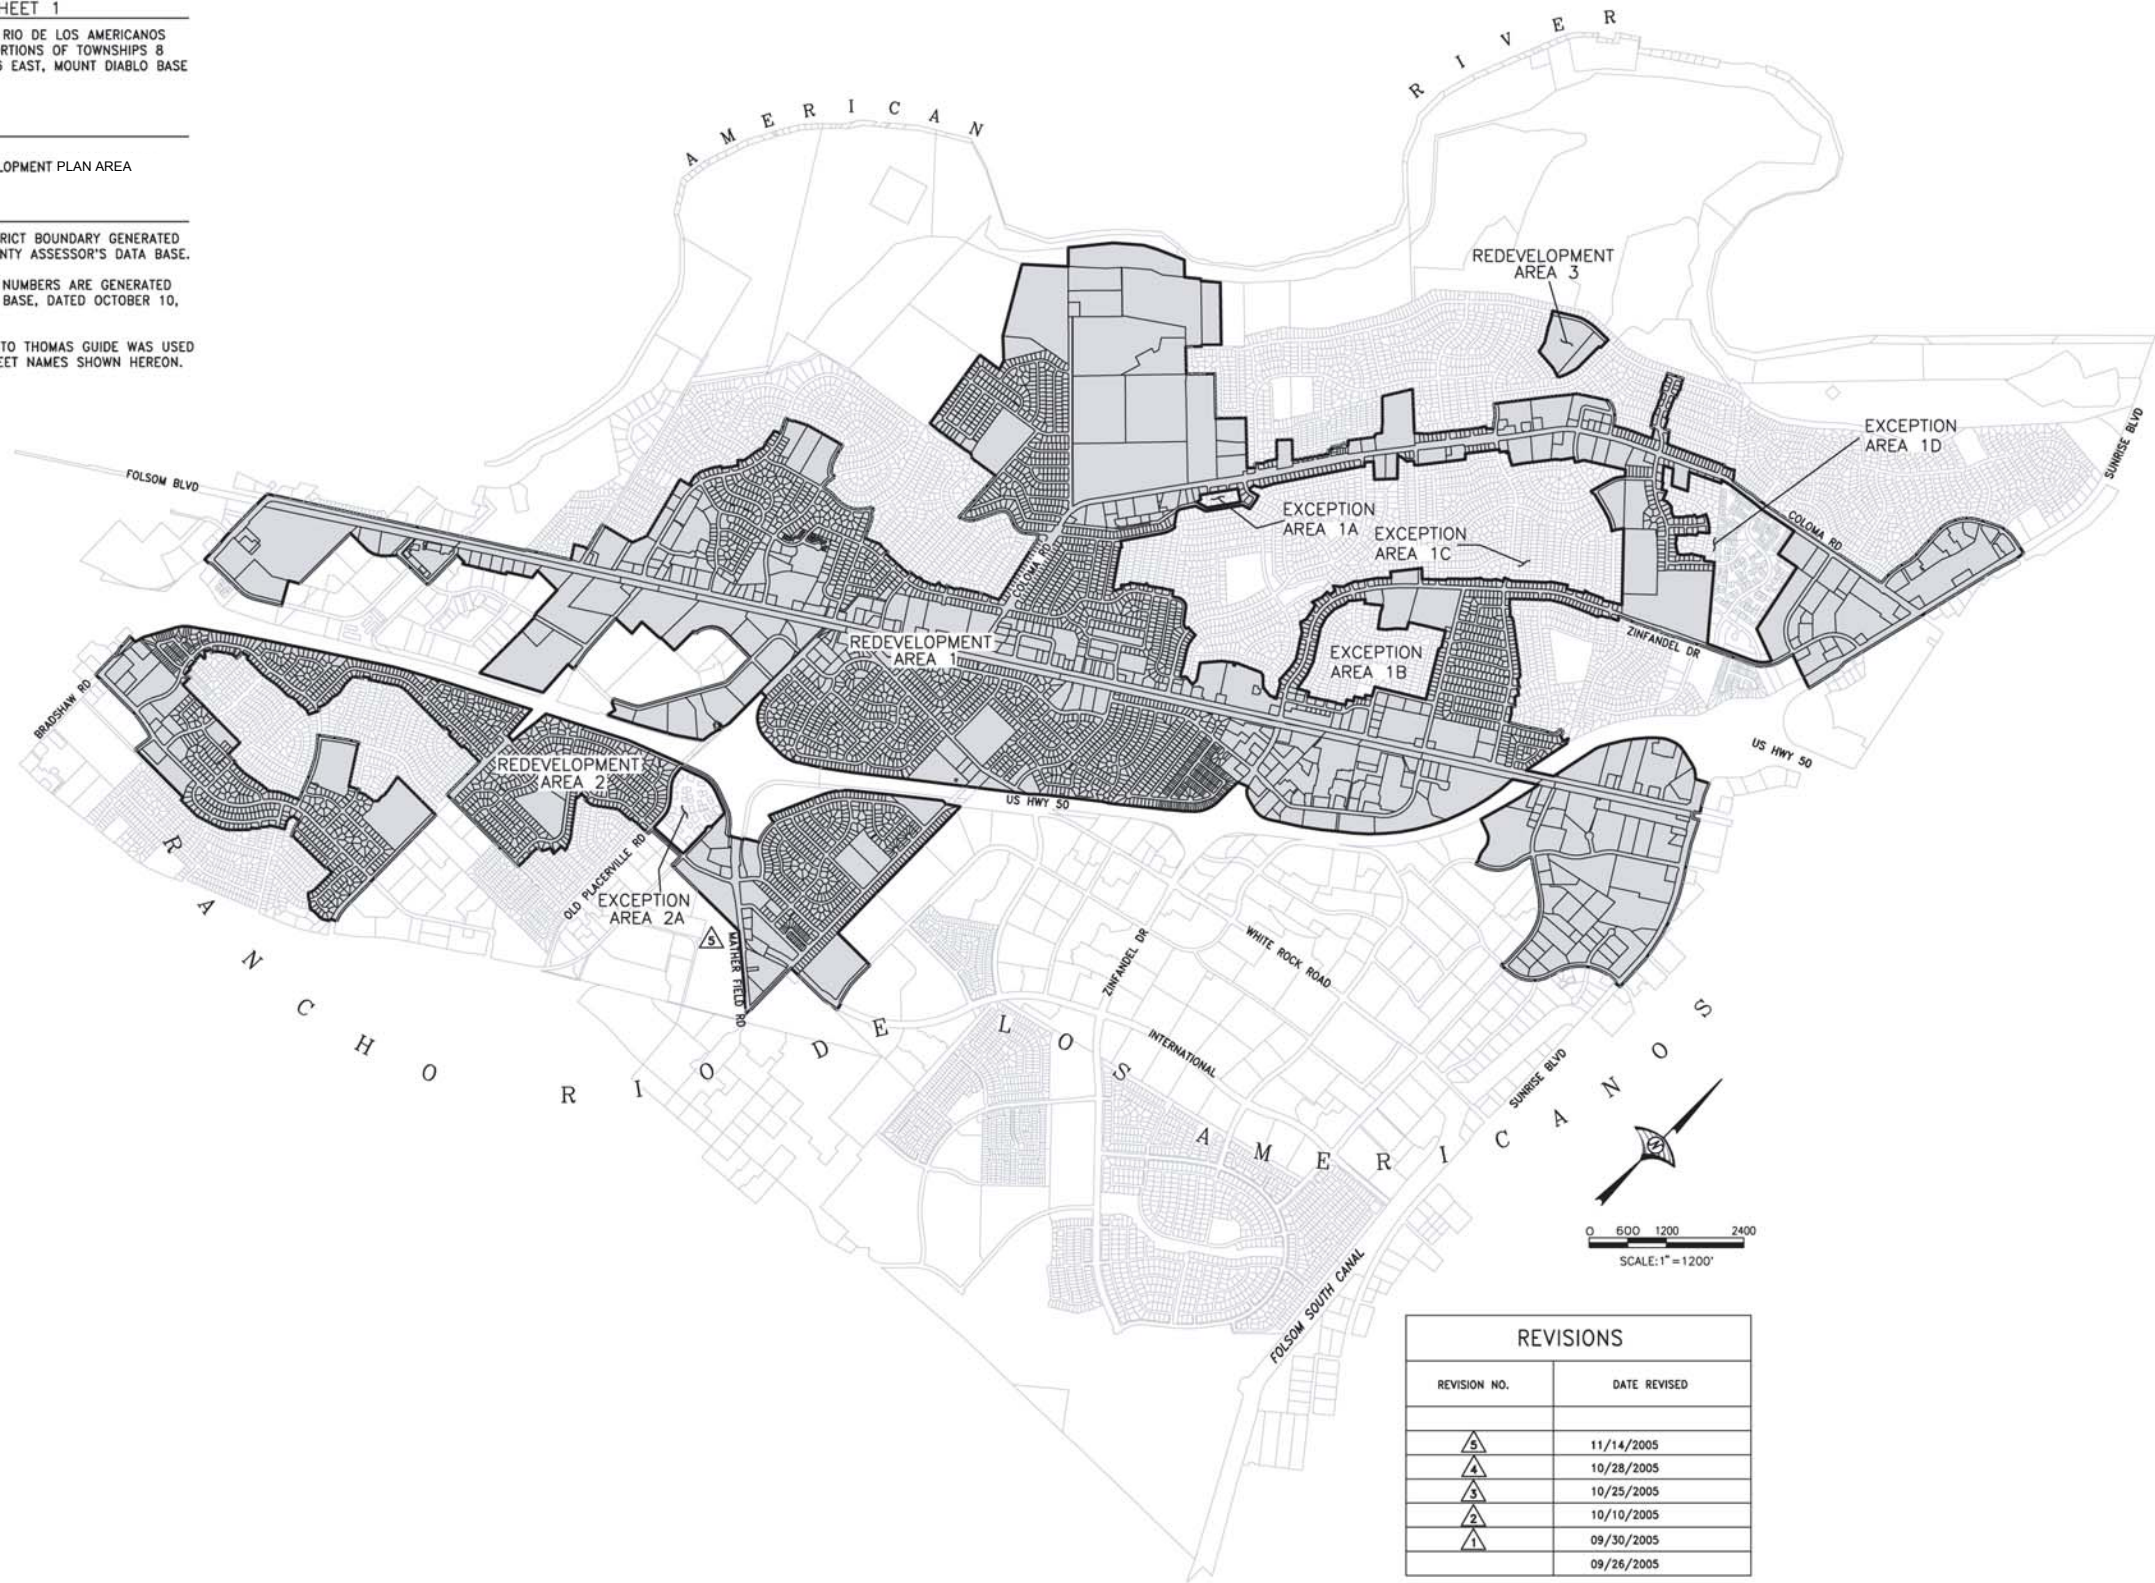 HEET 1
RIO DE LOS AMERICANOS
RTIONS OF TOWNSHIPS 8
6 EAST, MOUNT DIABLO BASE
LOPMENT PLAN AREA
RICT BOUNDARY GENERATED
NTY ASSESSOR'S DATA BASE.
NUMBERS ARE GENERATED
BASE, DATED OCTOBER 10,
TO THOMAS GUIDE WAS USED
EET NAMES SHOWN HEREON.
AMERICAN
RIVER
REDEVELOPMENT
AREA 3
EXCEPTION
AREA 1D
SUNRISE BLVD
FOLSOM BLVD
EXCEPTION
AREA 1A
EXCEPTION
AREA 1C
COLOMA RD
COLOMA RD
REDEVELOPMENT
AREA 1
EXCEPTION
AREA 1B
ZINFANDEL DR
BRADSHAW RD
US HWY 50
REDEVELOPMENT
AREA 2
US HWY 50
OLD PLACERVILLE RD
EXCEPTION
AREA 2A
5
MATHER FIELD RD
ZINFANDEL DR
WHITE ROCK ROAD
INTERNATIONAL
SUNRISE BLVD
RANCHO RIO DE LOS AMERICANOS
FOLSOM SOUTH CANAL
N
0 600 1200 2400
SCALE:1"=1200'
REVISIONS
REVISION NO. DATE REVISED
5 11/14/2005
4 10/28/2005
3 10/25/2005
2 10/10/2005
1 09/30/2005
09/26/2005